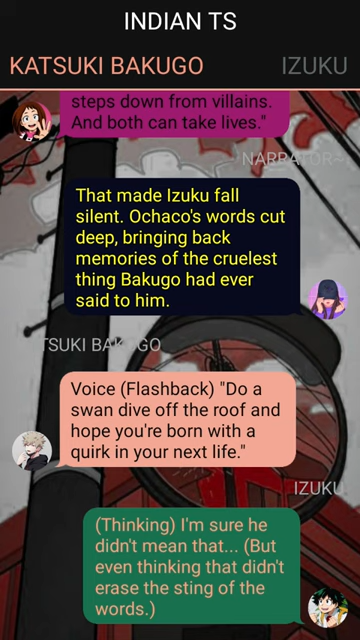 INDIAN TS
KATSUKI BAKUGO
IZUKU
steps down from villains.
And both can take lives."
NARRATOR~
That made Izuku fall
silent. Ochaco's words cut
deep, bringing back
memories of the cruelest
thing Bakugo had ever
said to him.
TSUKI BAKUGO
Voice (Flashback) "Do a
swan dive off the roof and
hope you're born with a
quirk in your next life."
IZUKU
(Thinking) I'm sure he
didn't mean that... (But
even thinking that didn't
erase the sting of the
words.)